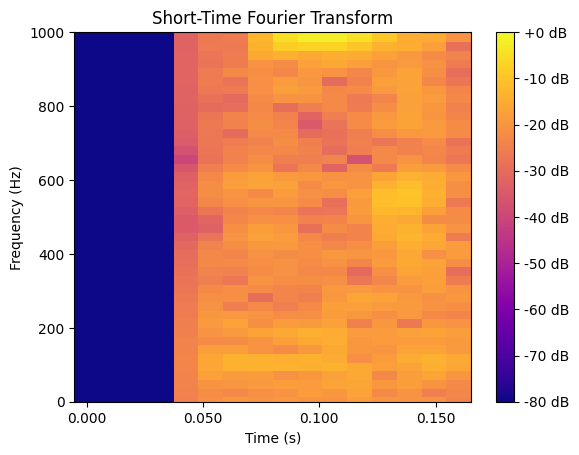 Short-Time Fourier Transform
1000
800
600
400
200
0
Frequency (Hz)
0.000
0.050
0.100
0.150
Time (s)
+0 dB
-10 dB
-20 dB
-30 dB
-40 dB
-50 dB
-60 dB
-70 dB
-80 dB